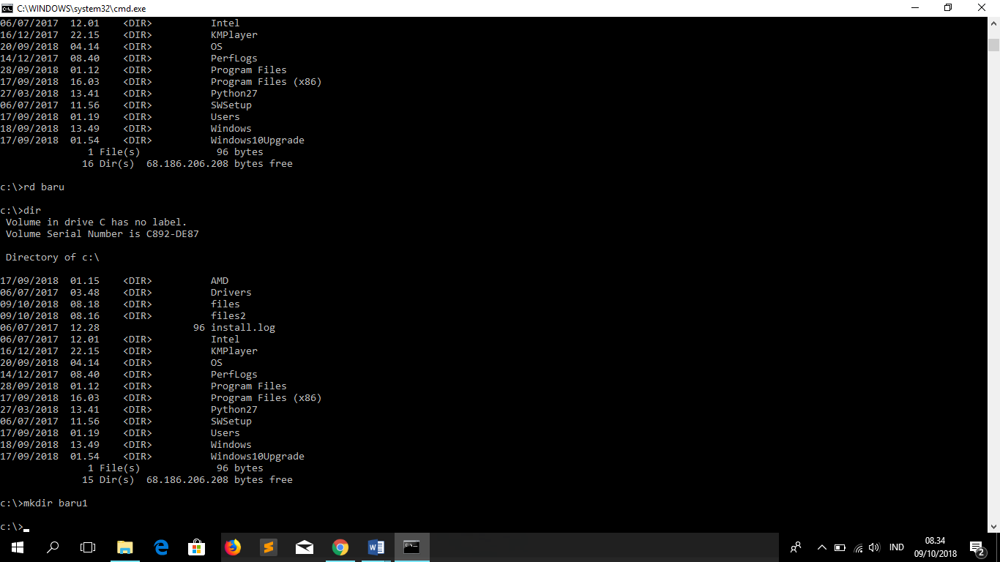 C:\WINDOWS\system32\cmd.exe
06/07/2017  12.01    <DIR>          Intel
16/12/2017  22.15    <DIR>          KMPlayer
20/09/2018  04.14    <DIR>          OS
14/12/2017  08.40    <DIR>          PerfLogs
28/09/2018  01.12    <DIR>          Program Files
17/09/2018  16.03    <DIR>          Program Files (x86)
27/03/2018  13.41    <DIR>          Python27
06/07/2017  11.56    <DIR>          SWSetup
17/09/2018  01.19    <DIR>          Users
18/09/2018  13.49    <DIR>          Windows
17/09/2018  01.54    <DIR>          Windows10Upgrade
               1 File(s)             96 bytes
              16 Dir(s)  68.186.206.208 bytes free
c:\>rd baru
c:\>dir
 Volume in drive C has no label.
 Volume Serial Number is C892-DE87
 Directory of c:\
17/09/2018  01.15    <DIR>          AMD
06/07/2017  03.48    <DIR>          Drivers
09/10/2018  08.18    <DIR>          files
09/10/2018  08.16    <DIR>          files2
06/07/2017  12.28                96 install.log
06/07/2017  12.01    <DIR>          Intel
16/12/2017  22.15    <DIR>          KMPlayer
20/09/2018  04.14    <DIR>          OS
14/12/2017  08.40    <DIR>          PerfLogs
28/09/2018  01.12    <DIR>          Program Files
17/09/2018  16.03    <DIR>          Program Files (x86)
27/03/2018  13.41    <DIR>          Python27
06/07/2017  11.56    <DIR>          SWSetup
17/09/2018  01.19    <DIR>          Users
18/09/2018  13.49    <DIR>          Windows
17/09/2018  01.54    <DIR>          Windows10Upgrade
               1 File(s)             96 bytes
              15 Dir(s)  68.186.206.208 bytes free
c:\>mkdir baru1
c:\>
IND
08.34
09/10/2018
2